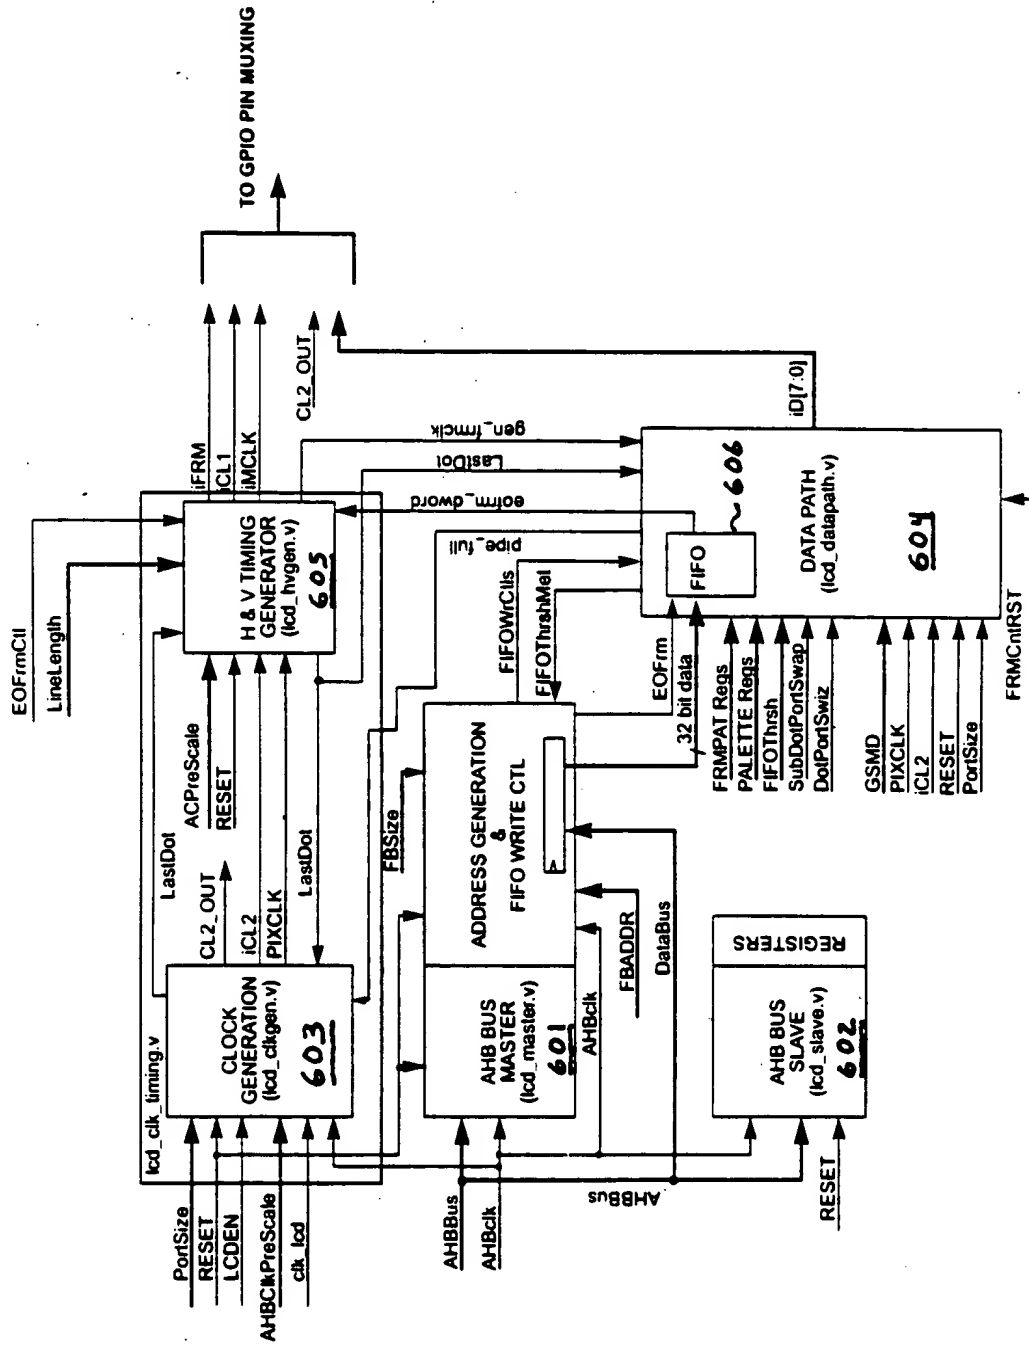 TO GPIO PIN MUXING
EOFrmCtl
LineLength
iFRM
iCL1
iMCLK
CL2_OUT
LastDot
ACPreScale
RESET
H & V TIMING
GENERATOR
(lcd_hvgen.v)
605
lcd_clk_timing.v
CL2_OUT
iCL2
PIXCLK
LastDot
CLOCK
GENERATION
(lcd_clkgen.v)
603
PortSize
RESET
LCDEN
AHBClkPreScale
clk_lcd
gen_frmclk
LastDot
eofrm_dword
pipe_full
iD[7:0]
FBSize
ADDRESS GENERATION
&
FIFO WRITE CTL
FIFOWrCtls
FIFOThrshMet
EOFrm
32 bit data
AHB BUS
MASTER
(lcd_master.v)
601
AHBBus
AHBclk
AHBclk
FBADDR
DataBus
AHBBus
FIFO
606
DATA PATH
(lcd_datapath.v)
604
FRMPAT Regs
PALETTE Regs
FIFOThrsh
SubDotPortSwap
DotPortSwiz
GSMD
PIXCLK
iCL2
RESET
PortSize
FRMCntRST
REGISTERS
AHB BUS
SLAVE
(lcd_slave.v)
602
RESET